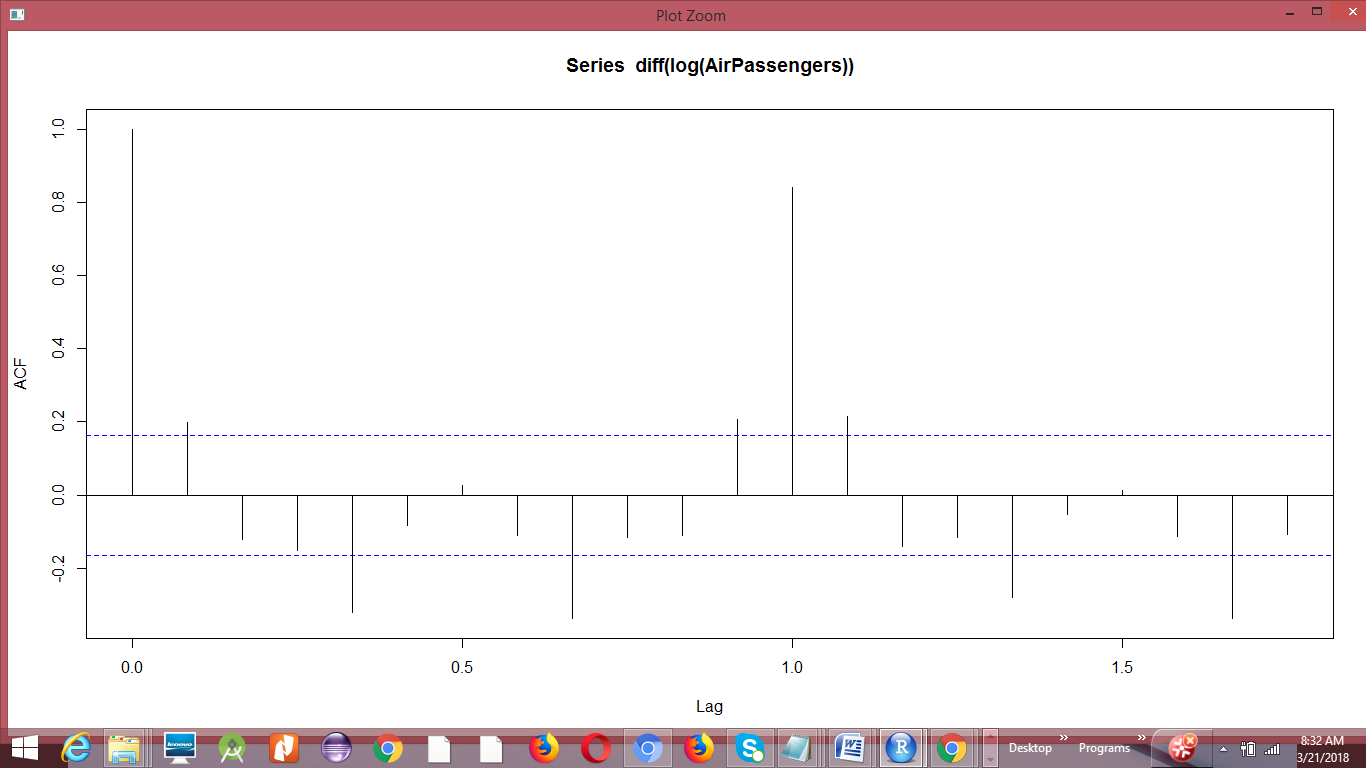 Plot Zoom
Series diff(log(AirPassengers))
1.0
0.8
0.6
0.4
0.2
0.0
-0.2
ACF
0.0
0.5
1.0
1.5
Lag
lenovo
Desktop
»
Programs
»
8:32 AM
3/21/2018